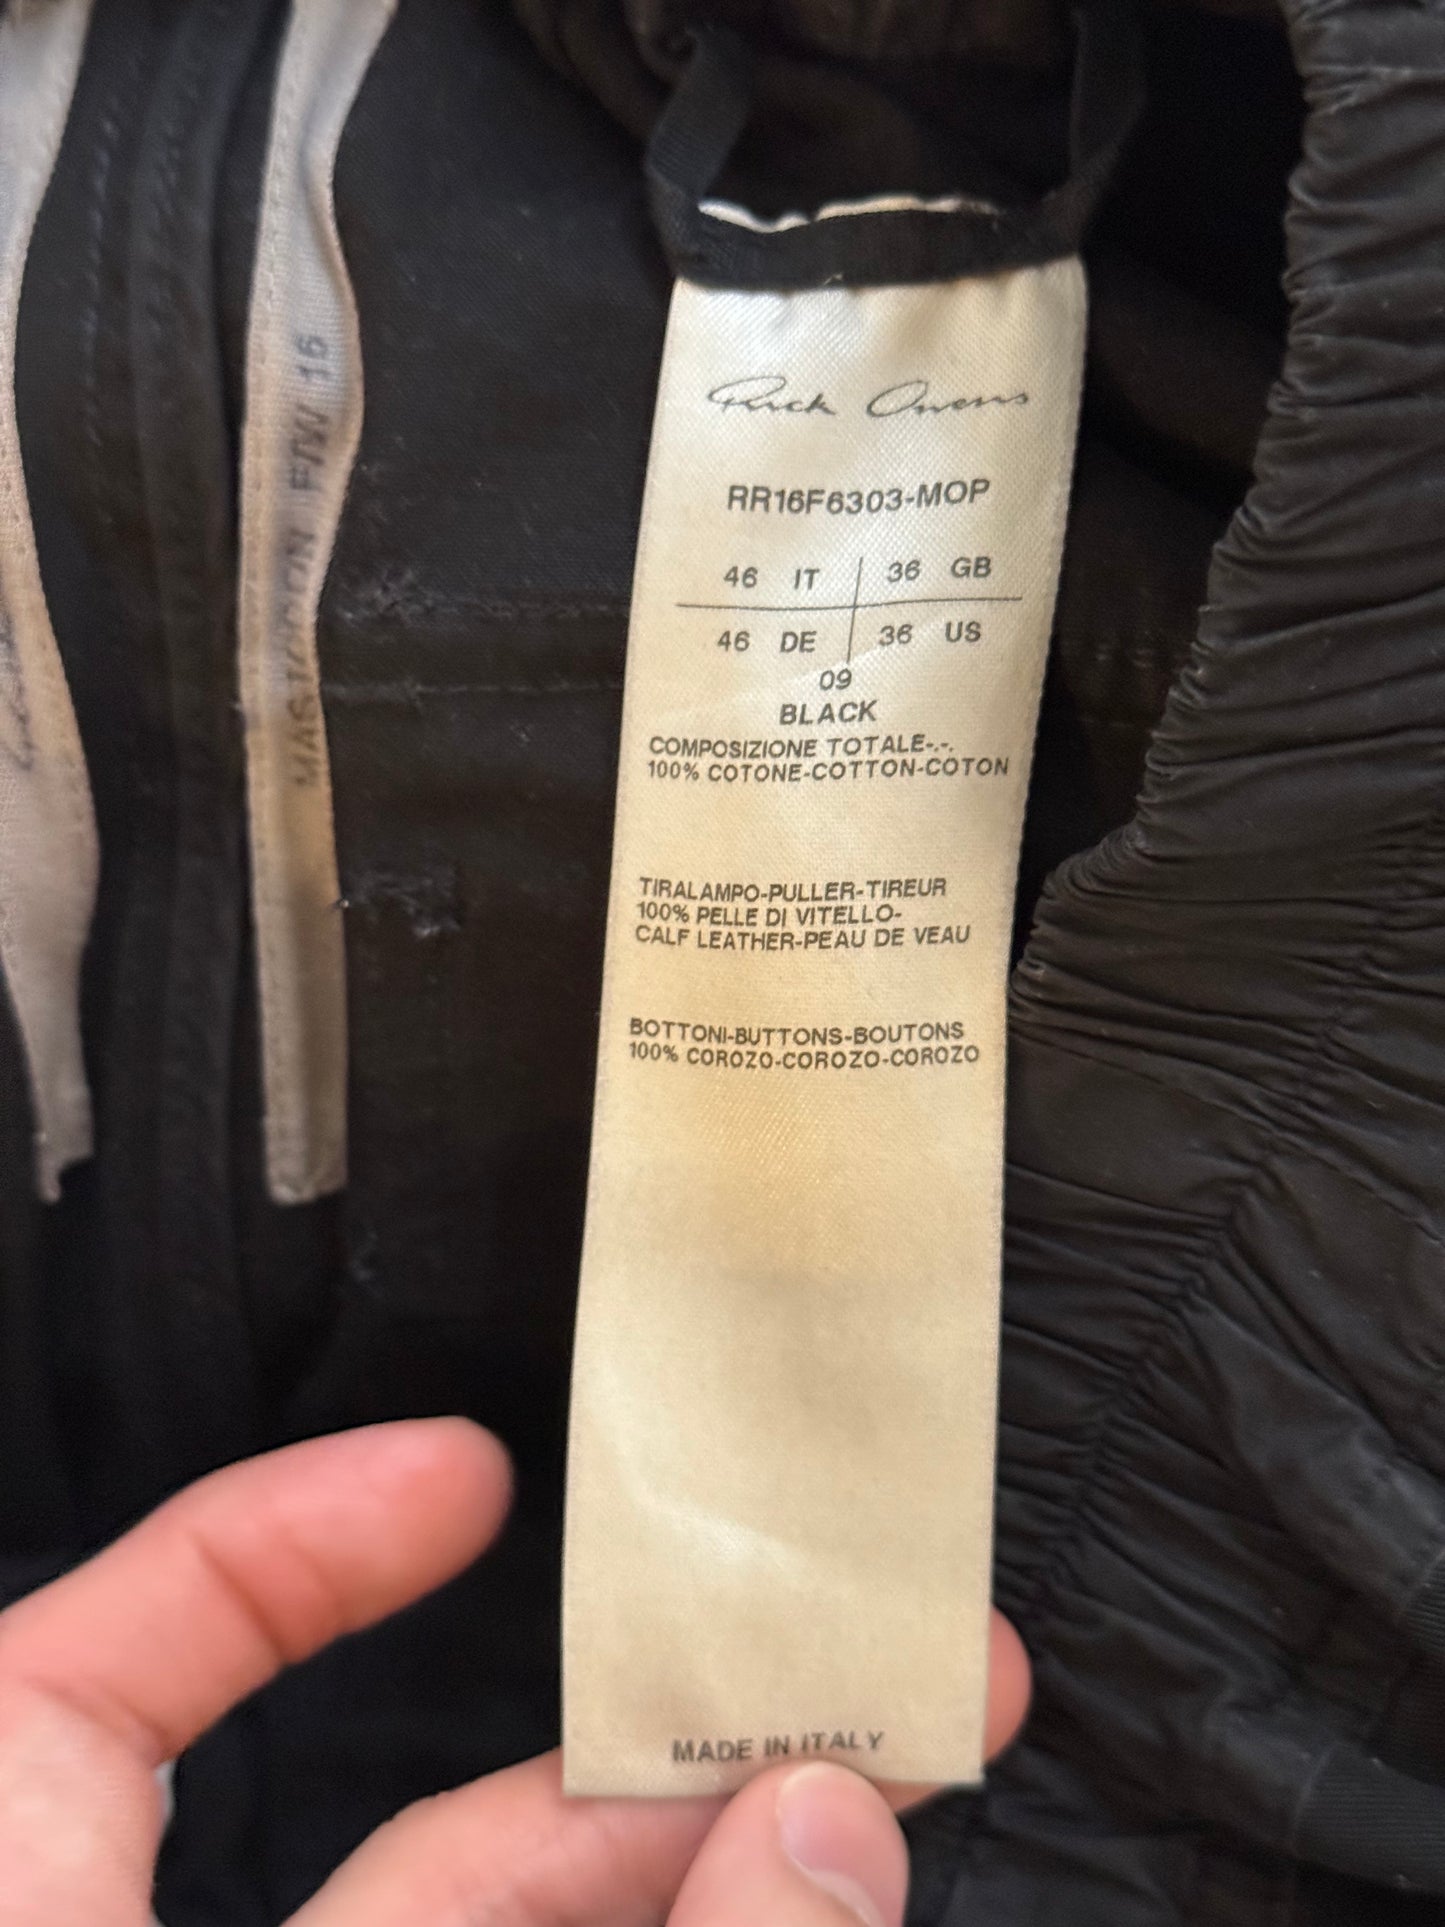 MASTODON F/W 16
Rick Owens
RR16F6303-MOP
46 IT 36 GB
46 DE 36 US
09
BLACK
COMPOSIZIONE TOTALE-.-.
100% COTONE-COTTON-COTON
TIRALAMPO-PULLER-TIREUR
100% PELLE DI VITELLO-
CALF LEATHER-PEAU DE VEAU
BOTTONI-BUTTONS-BOUTONS
100% COROZO-COROZO-COROZO
MADE IN ITALY